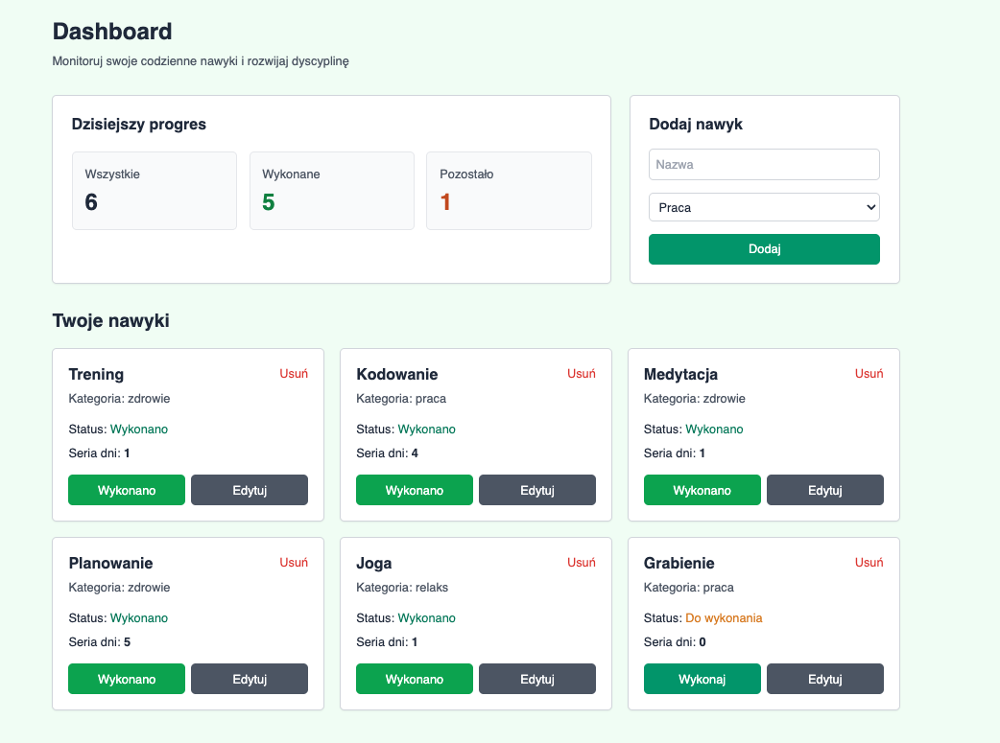 Dashboard
Monitoruj swoje codzienne nawyki i rozwijaj dyscyplinę
Dzisiejszy progres
Wszystkie
6
Wykonane
5
Pozostało
1
Dodaj nawyk
Nazwa
Praca
Dodaj
Twoje nawyki
Trening Usuń
Kategoria: zdrowie
Status: Wykonano
Seria dni: 1
Wykonano Edytuj
Kodowanie Usuń
Kategoria: praca
Status: Wykonano
Seria dni: 4
Wykonano Edytuj
Medytacja Usuń
Kategoria: zdrowie
Status: Wykonano
Seria dni: 1
Wykonano Edytuj
Planowanie Usuń
Kategoria: zdrowie
Status: Wykonano
Seria dni: 5
Wykonano Edytuj
Joga Usuń
Kategoria: relaks
Status: Wykonano
Seria dni: 1
Wykonano Edytuj
Grabienie Usuń
Kategoria: praca
Status: Do wykonania
Seria dni: 0
Wykonaj Edytuj